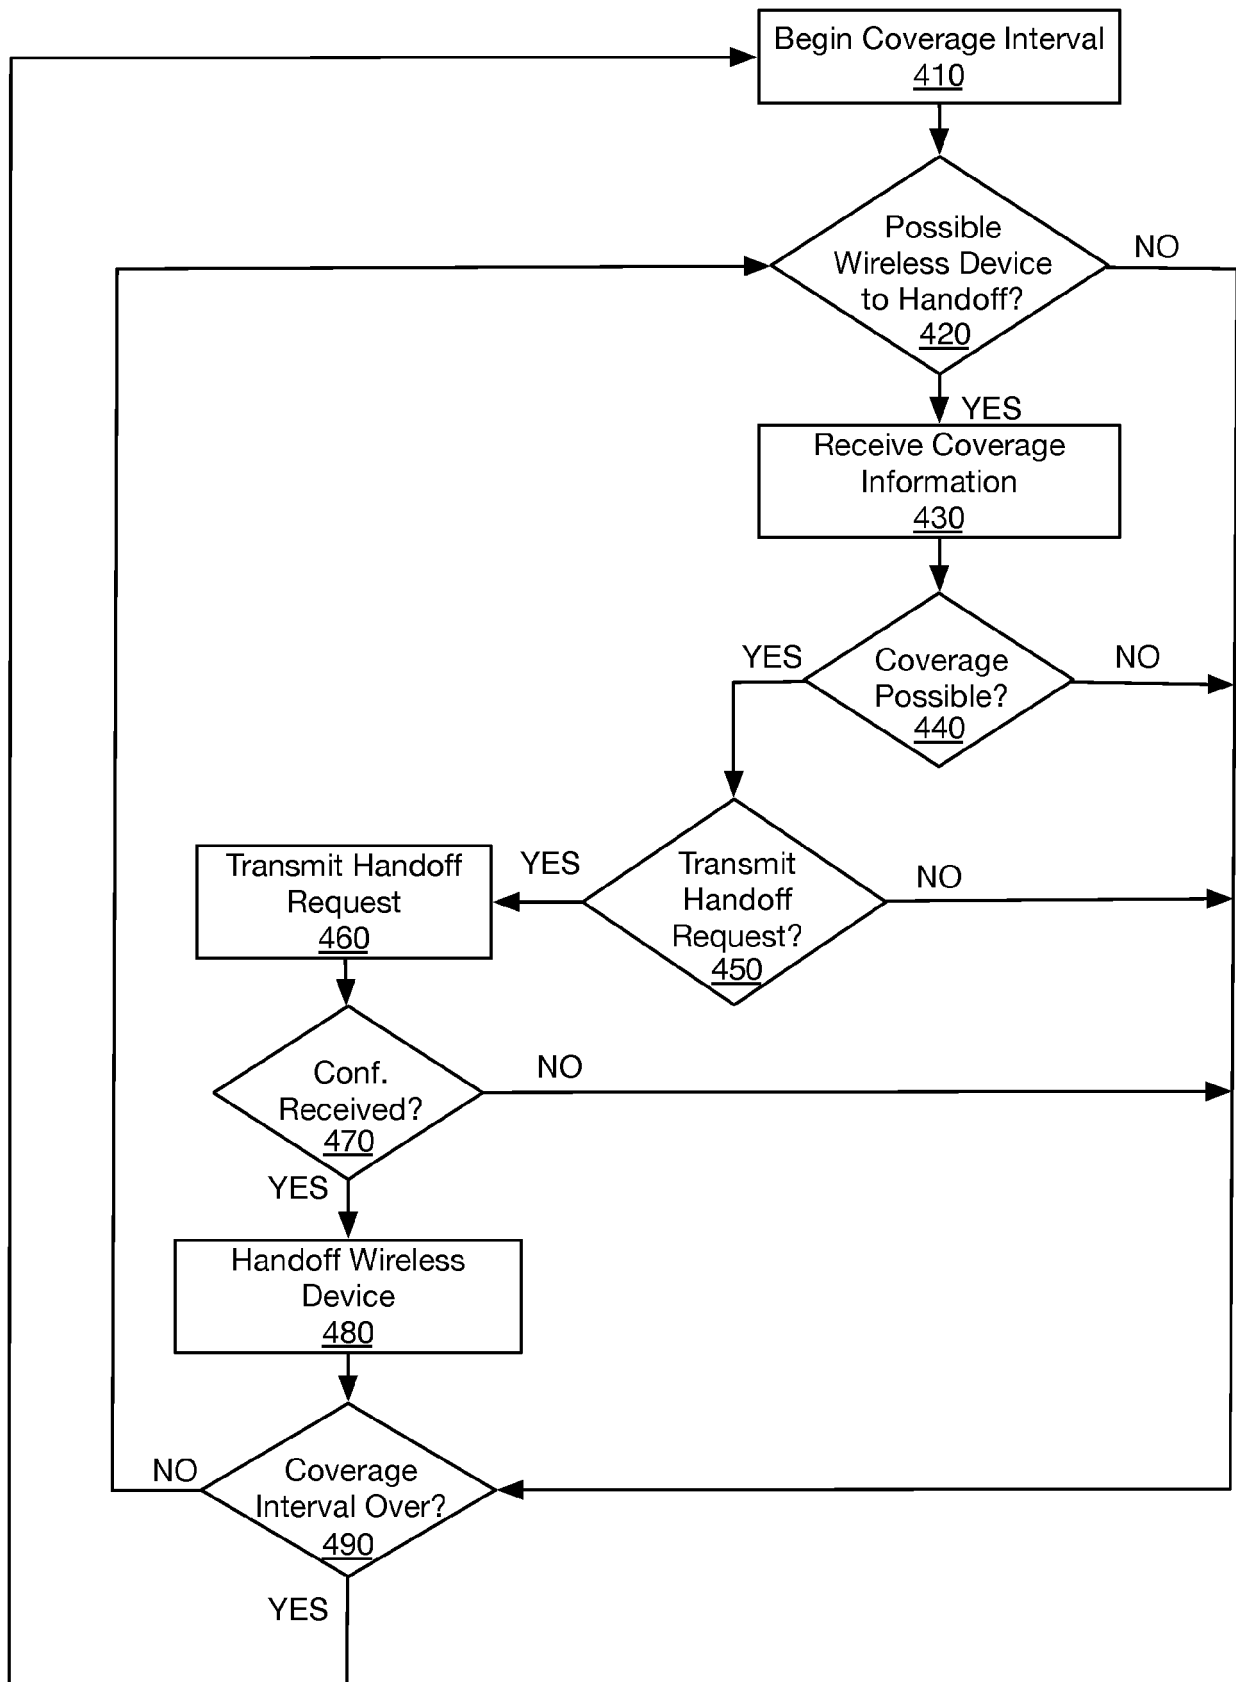 Begin Coverage Interval
410
Possible
Wireless Device
to Handoff?
420
NO
YES
Receive Coverage
Information
430
YES
Coverage
Possible?
440
NO
Transmit Handoff
Request
460
YES
Transmit
Handoff
Request?
450
NO
Conf.
Received?
470
NO
YES
Handoff Wireless
Device
480
NO
Coverage
Interval Over?
490
YES